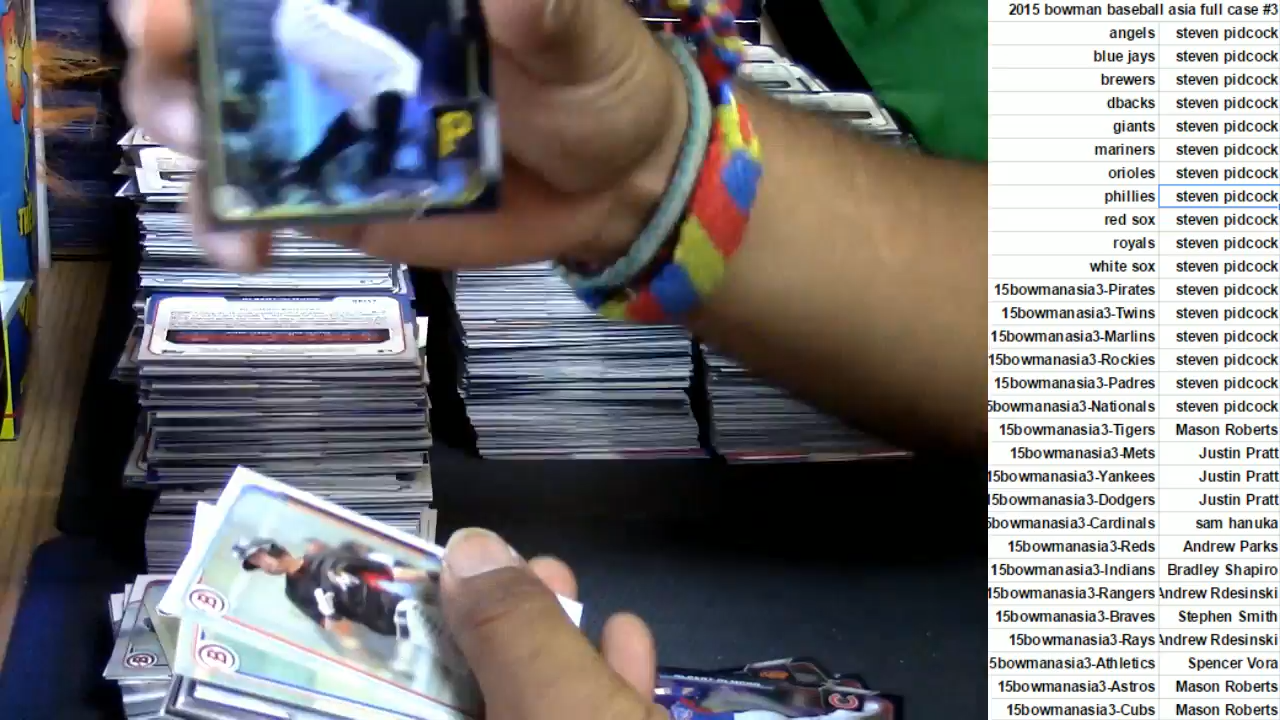 2015 bowman baseball asia full case #3
angels steven pidcock
blue jays steven pidcock
brewers steven pidcock
dbacks steven pidcock
giants steven pidcock
mariners steven pidcock
orioles steven pidcock
phillies steven pidcock
red sox steven pidcock
royals steven pidcock
white sox steven pidcock
15bowmanasia3-Pirates steven pidcock
15bowmanasia3-Twins steven pidcock
15bowmanasia3-Marlins steven pidcock
15bowmanasia3-Rockies steven pidcock
15bowmanasia3-Padres steven pidcock
5bowmanasia3-Nationals steven pidcock
15bowmanasia3-Tigers Mason Roberts
15bowmanasia3-Mets Justin Pratt
15bowmanasia3-Yankees Justin Pratt
15bowmanasia3-Dodgers Justin Pratt
5bowmanasia3-Cardinals sam hanuka
15bowmanasia3-Reds Andrew Parks
15bowmanasia3-Indians Bradley Shapiro
15bowmanasia3-Rangers Andrew Rdesinski
15bowmanasia3-Braves Stephen Smith
15bowmanasia3-Rays Andrew Rdesinski
5bowmanasia3-Athletics Spencer Vora
15bowmanasia3-Astros Mason Roberts
15bowmanasia3-Cubs Mason Roberts
P
B
B
B
C